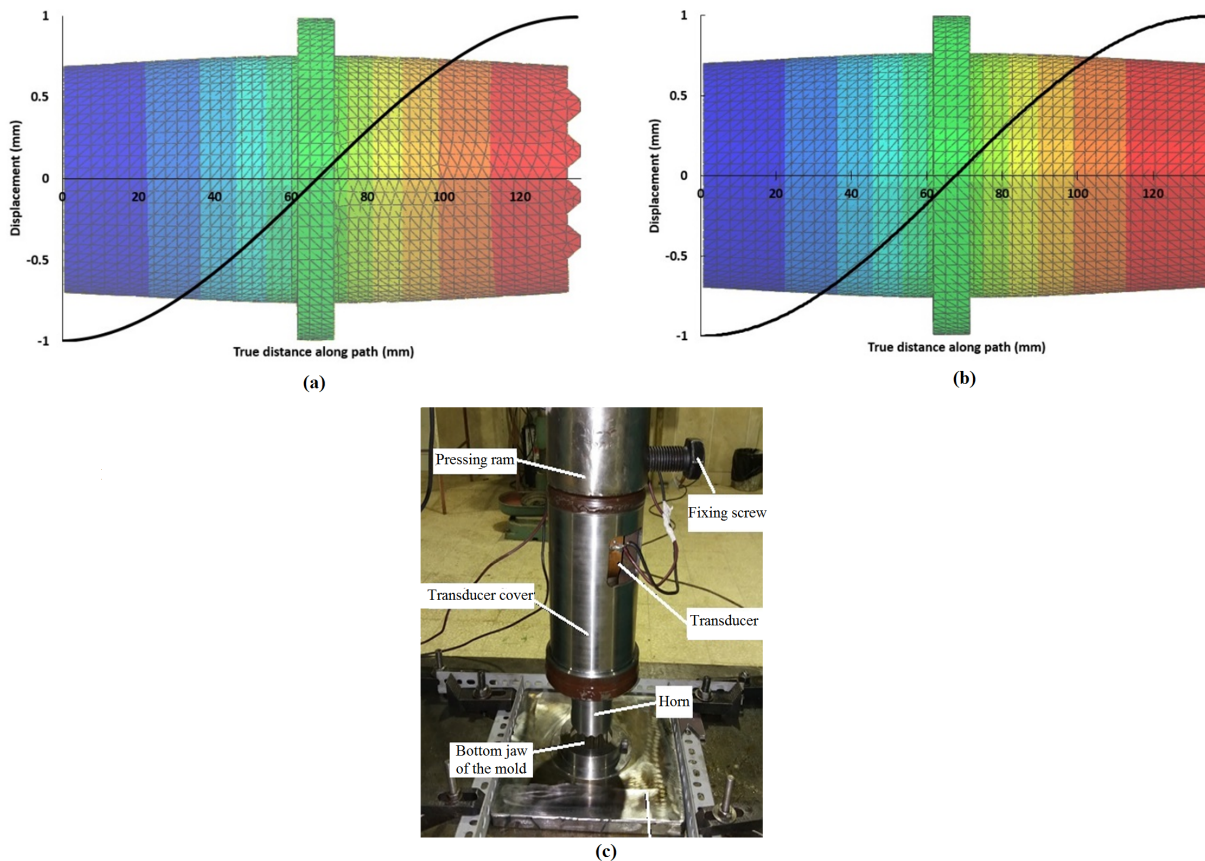 1
0.5
0
-0.5
-1
Displacement (mm)
0 20 40 60 80 100 120
True distance along path (mm)
(a)
1
0.5
0
-0.5
-1
Displacement (mm)
0 20 40 60 80 100 120
True distance along path (mm)
(b)
Pressing ram
Fixing screw
Transducer cover
Transducer
Horn
Bottom jaw
of the mold
(c)